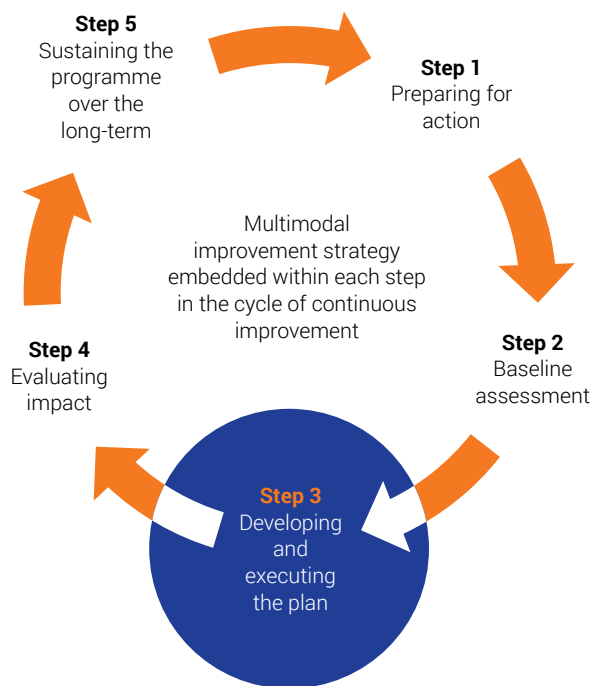 Step 5
Sustaining the
programme
over the
long-term
Step 1
Preparing for
action
Multimodal
improvement strategy
embedded within each step
in the cycle of continuous
improvement
Step 2
Baseline
assessment
Step 3
Developing
and
executing
the plan
Step 4
Evaluating
impact